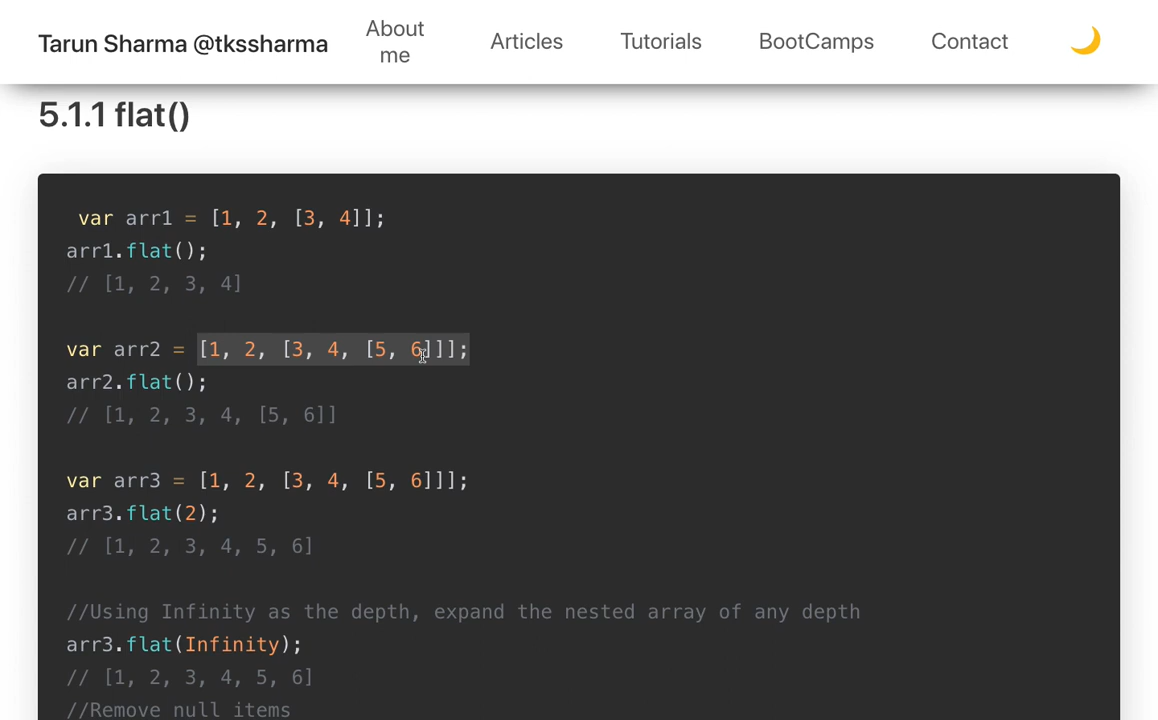 Tarun Sharma @tkssharma
About me
Articles
Tutorials
BootCamps
Contact
5.1.1 flat()
var arr1 = [1, 2, [3, 4]];
arr1.flat();
// [1, 2, 3, 4]
var arr2 = [1, 2, [3, 4, [5, 6]]];
arr2.flat();
// [1, 2, 3, 4, [5, 6]]
var arr3 = [1, 2, [3, 4, [5, 6]]];
arr3.flat(2);
// [1, 2, 3, 4, 5, 6]
//Using Infinity as the depth, expand the nested array of any depth
arr3.flat(Infinity);
// [1, 2, 3, 4, 5, 6]
//Remove null items